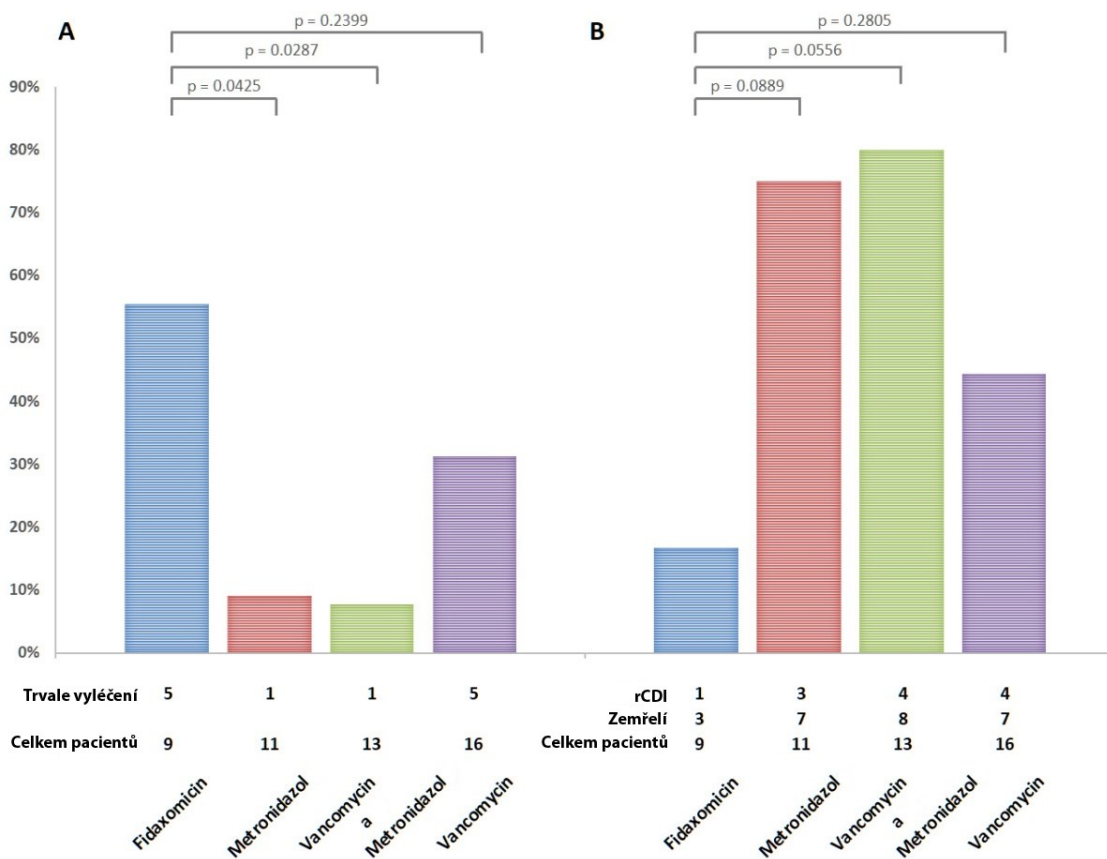 A
p = 0.2399
p = 0.0287
p = 0.0425
B
p = 0.2805
p = 0.0556
p = 0.0889
90%
80%
70%
60%
50%
40%
30%
20%
10%
0%
Trvale vyléčení 5 1 1 5
Celkem pacientů 9 11 13 16
Fidaxomicin
Metronidazol
Vancomycin
a
Metronidazol
Vancomycin
rCDI 1 3 4 4
Zemřelí 3 7 8 7
Celkem pacientů 9 11 13 16
Fidaxomicin
Metronidazol
Vancomycin
a
Metronidazol
Vancomycin